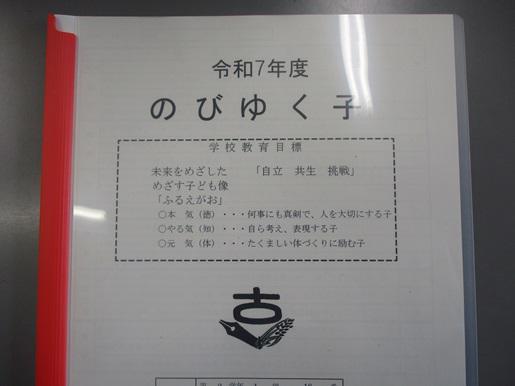 令和7年度
のびゆく子
学校教育目標
未来をめざした 「自立 共生 挑戦」
めざす子ども像
「ふるえがお」
○本 気（徳）・・・何事にも真剣で、人を大切にする子
○やる気（知）・・・自ら考え、表現する子
○元 気（体）・・・たくましい体づくりに励む子
古